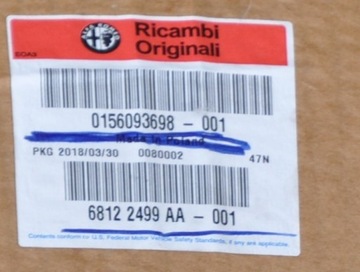 Ricambi
Originali
EOA3
0156093698 - 001
Made In Poland
PKG 2018/03/30 0080002 47N
6812 2499 AA - 001
Contents conform to U.S. Federal Motor Vehicle Safety Standards, if any are applicable.